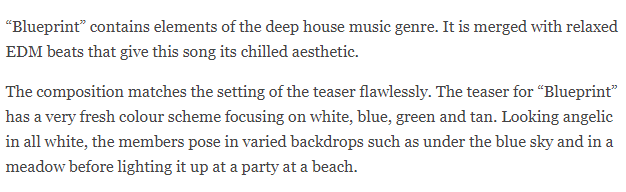 “Blueprint” contains elements of the deep house music genre. It is merged with relaxed
EDM beats that give this song its chilled aesthetic.
The composition matches the setting of the teaser flawlessly. The teaser for “Blueprint”
has a very fresh colour scheme focusing on white, blue, green and tan. Looking angelic
in all white, the members pose in varied backdrops such as under the blue sky and in a
meadow before lighting it up at a party at a beach.